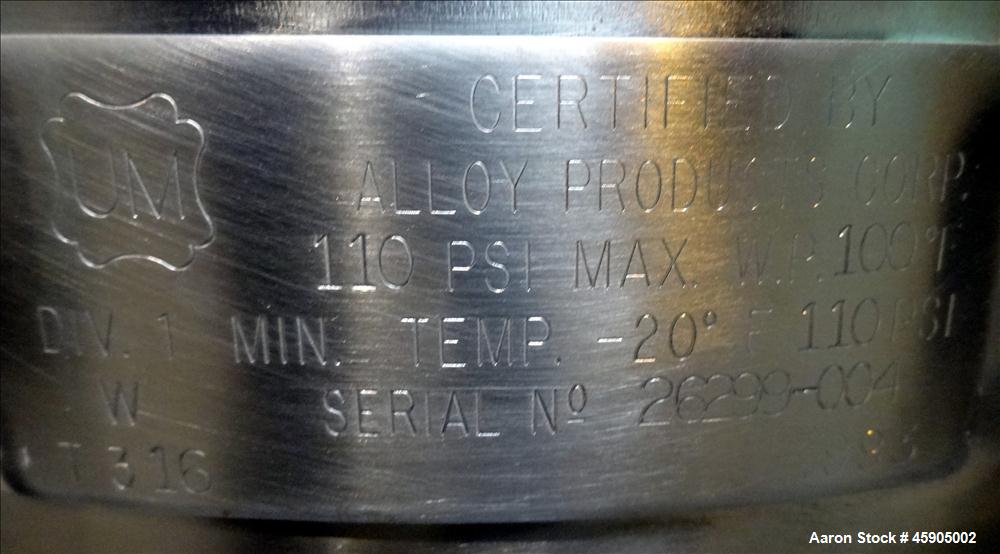 UM
CERTIFIED BY
ALLOY PRODUCTS CORP.
110 PSI MAX. W.P. 100°F
DIV. 1 MIN. TEMP. -20° F 110 PSI
W SERIAL Nº 26299-004
T 316
Aaron Stock # 45905002